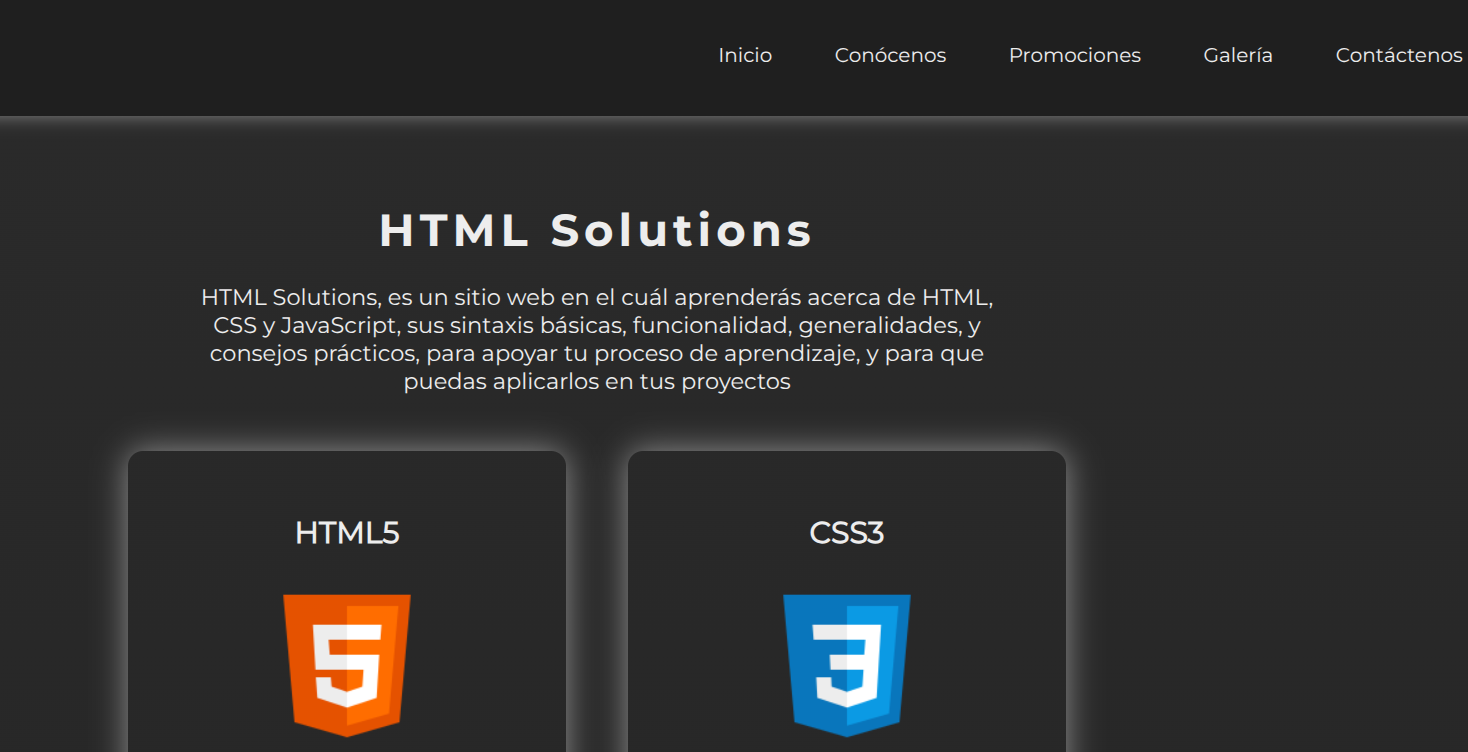 Inicio Conócenos Promociones Galería Contáctenos
HTML Solutions
HTML Solutions, es un sitio web en el cuál aprenderás acerca de HTML,
CSS y JavaScript, sus sintaxis básicas, funcionalidad, generalidades, y
consejos prácticos, para apoyar tu proceso de aprendizaje, y para que
puedas aplicarlos en tus proyectos
HTML5 CSS3
5 3